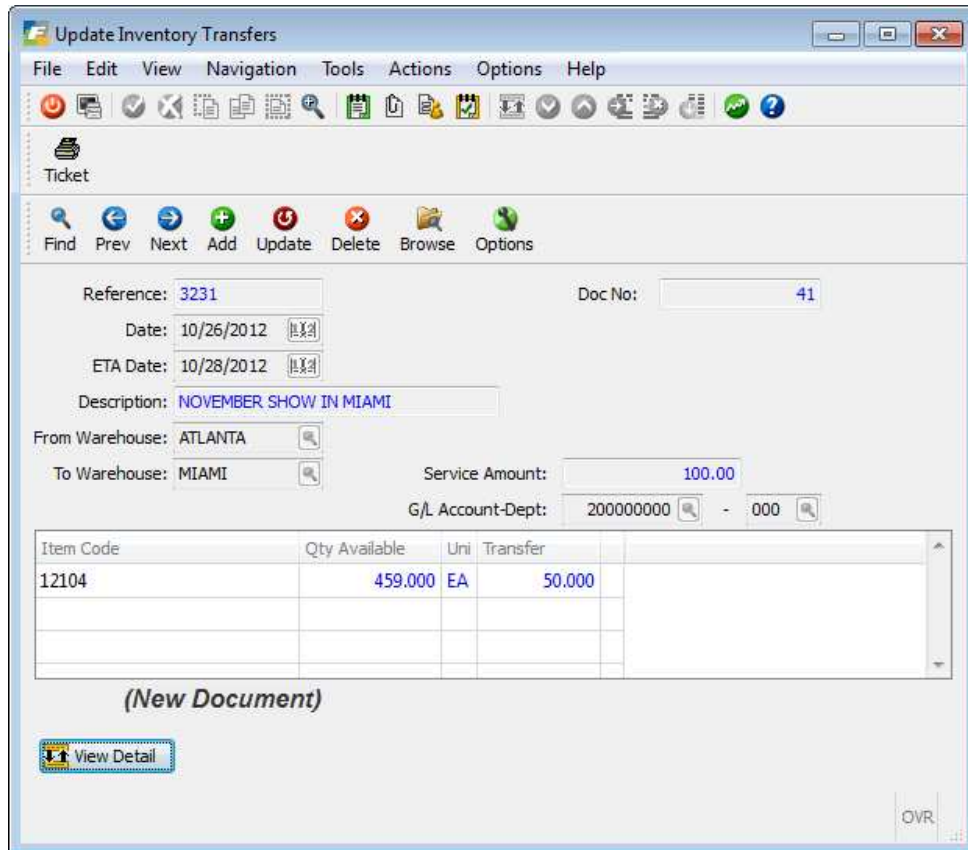 Update Inventory Transfers
File Edit View Navigation Tools Actions Options Help
Ticket
Find Prev Next Add Update Delete Browse Options
Reference: 3231 Doc No: 41
Date: 10/26/2012
ETA Date: 10/28/2012
Description: NOVEMBER SHOW IN MIAMI
From Warehouse: ATLANTA
To Warehouse: MIAMI Service Amount: 100.00
G/L Account-Dept: 200000000 - 000
Item Code Qty Available Uni Transfer
12104 459.000 EA 50.000
(New Document)
View Detail
OVR